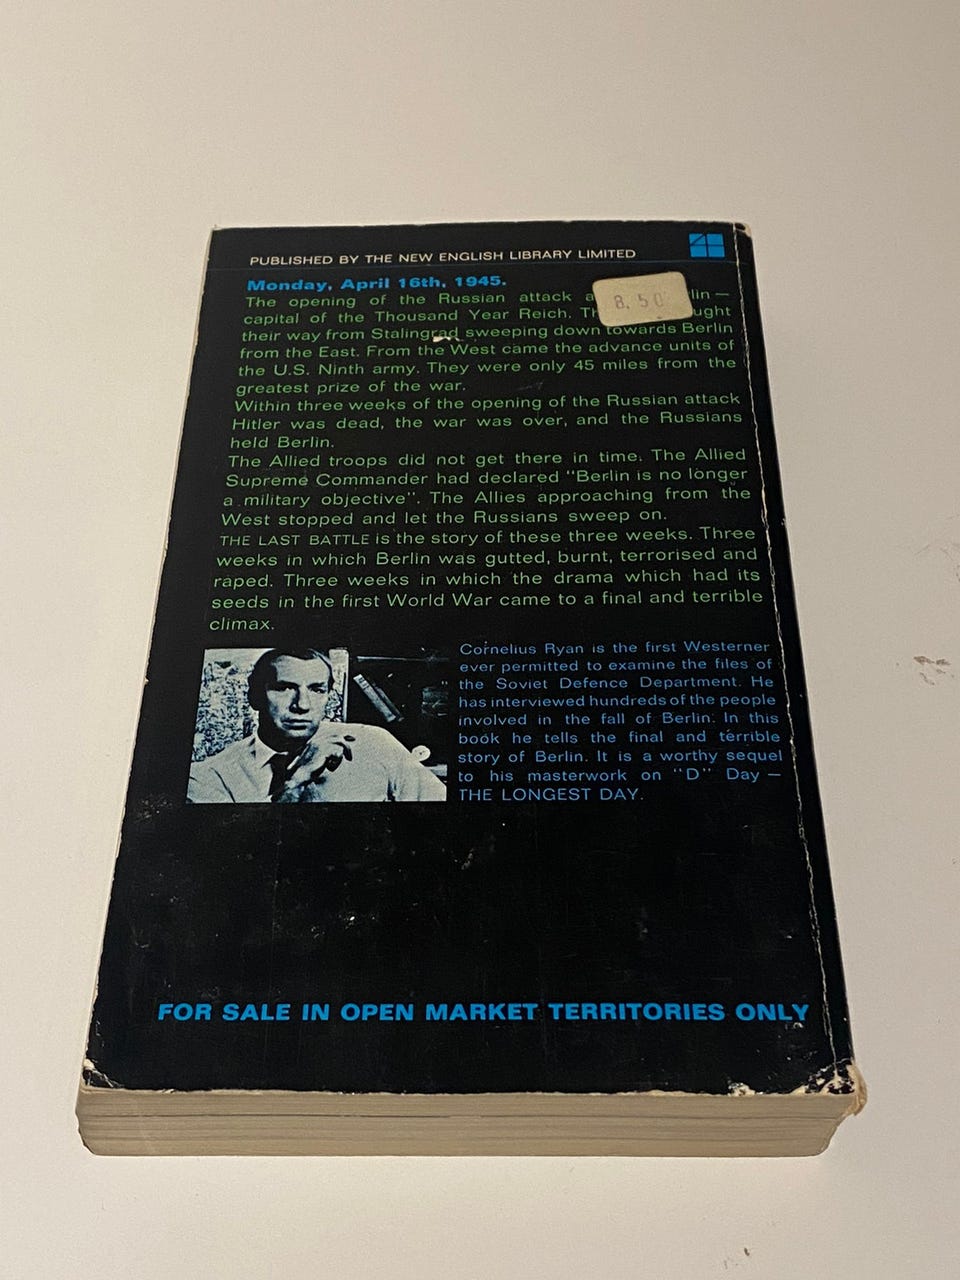 PUBLISHED BY THE NEW ENGLISH LIBRARY LIMITED
Monday, April 16th, 1945.
The opening of the Russian attack a lin —
8.50
capital of the Thousand Year Reich. Th ught
their way from Stalingrad sweeping down towards Berlin
from the East. From the West came the advance units of
the U.S. Ninth army. They were only 45 miles from the
greatest prize of the war.
Within three weeks of the opening of the Russian attack
Hitler was dead, the war was over, and the Russians
held Berlin.
The Allied troops did not get there in time. The Allied
Supreme Commander had declared "Berlin is no longer
a military objective". The Allies approaching from the
West stopped and let the Russians sweep on.
THE LAST BATTLE is the story of these three weeks. Three
weeks in which Berlin was gutted, burnt, terrorised and
raped. Three weeks in which the drama which had its
seeds in the first World War came to a final and terrible
climax.
Cornelius Ryan is the first Westerner
ever permitted to examine the files of
the Soviet Defence Department. He
has interviewed hundreds of the people
involved in the fall of Berlin. In this
book he tells the final and terrible
story of Berlin. It is a worthy sequel
to his masterwork on "D" Day —
THE LONGEST DAY.
FOR SALE IN OPEN MARKET TERRITORIES ONLY